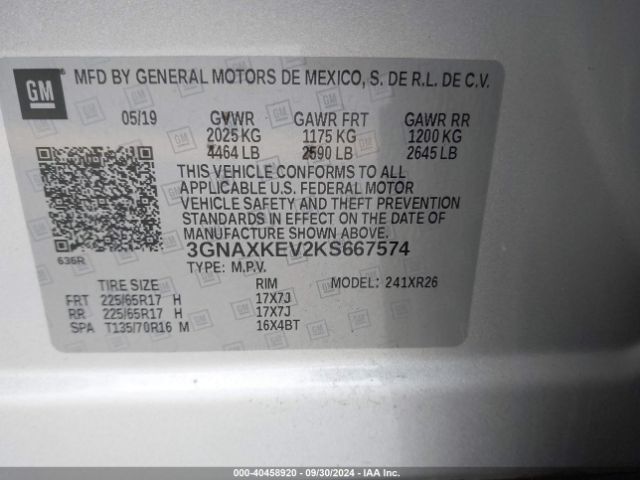 GM
MFD BY GENERAL MOTORS DE MEXICO, S. DE R.L. DE C.V.
05/19 GVWR GAWR FRT GAWR RR
2025 KG 1175 KG 1200 KG
4464 LB 2590 LB 2645 LB
THIS VEHICLE CONFORMS TO ALL
APPLICABLE U.S. FEDERAL MOTOR
VEHICLE SAFETY AND THEFT PREVENTION
STANDARDS IN EFFECT ON THE DATE OF
MANUFACTURE SHOWN ABOVE.
636R 3GNAXKEV2KS667574
TYPE: M.P.V.
TIRE SIZE RIM MODEL: 241XR26
FRT 225/65R17 H 17X7J
RR 225/65R17 H 17X7J
SPA T135/70R16 M 16X4BT
000-40458920 - 09/30/2024 - IAA Inc.